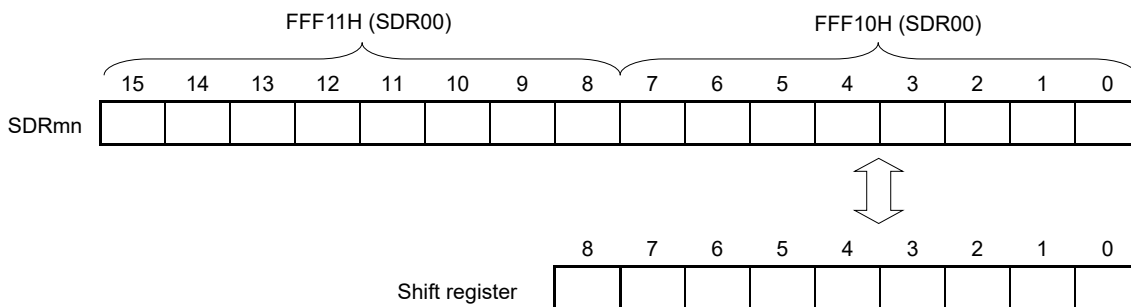 FFF11H (SDR00) FFF10H (SDR00)
15 14 13 12 11 10 9 8 7 6 5 4 3 2 1 0
SDRmn
8 7 6 5 4 3 2 1 0
Shift register